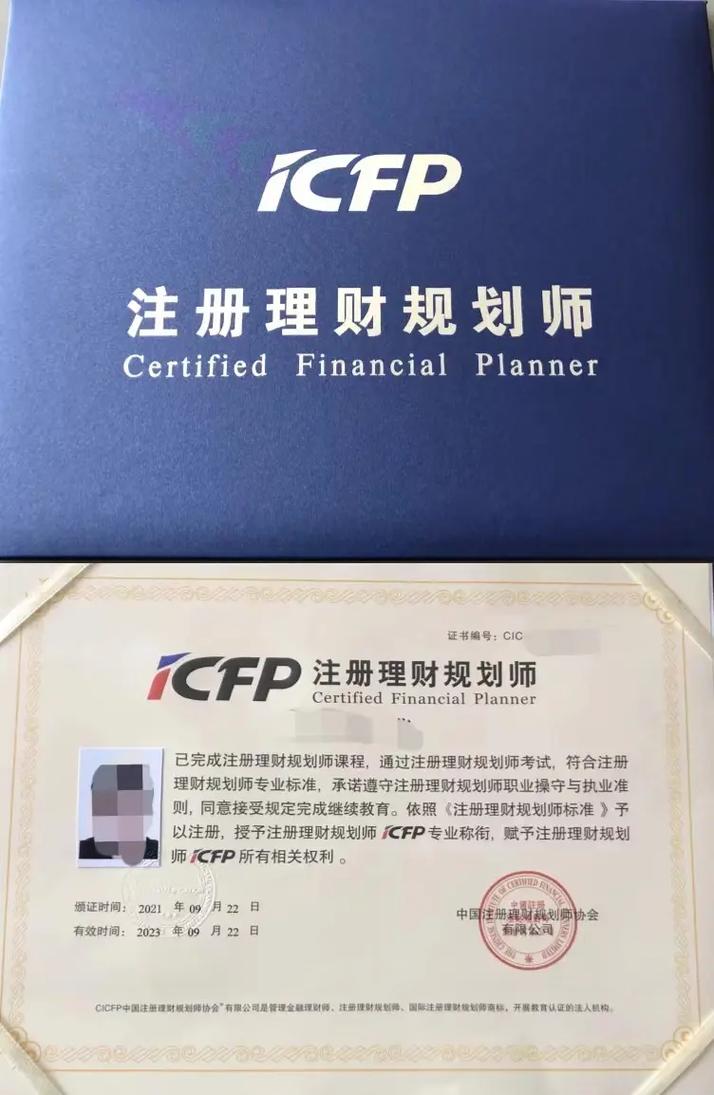 iCFP
注册理财规划师
Certified Financial Planner
证书编号：CIC
iCFP 注册理财规划师
Certified Financial Planner
已完成注册理财规划师课程，通过注册理财规划师考试，符合注册
理财规划师专业标准，承诺遵守注册理财规划师职业操守与执业准
则，同意接受规定完成继续教育。依照《注册理财规划师标准》予
以注册，授予注册理财规划师iCFP专业称衔，赋予注册理财规划
师iCFP所有相关权利。
颁证时间： 2021 年 09 月 22 日
有效时间： 2023 年 09 月 22 日
中国注册理财规划师协会
有限公司
CICFP中国注册理财规划师协会®有限公司是管理金融理财师、注册理财规划师、国际注册理财规划师商标，开展教育认证的法人机构。